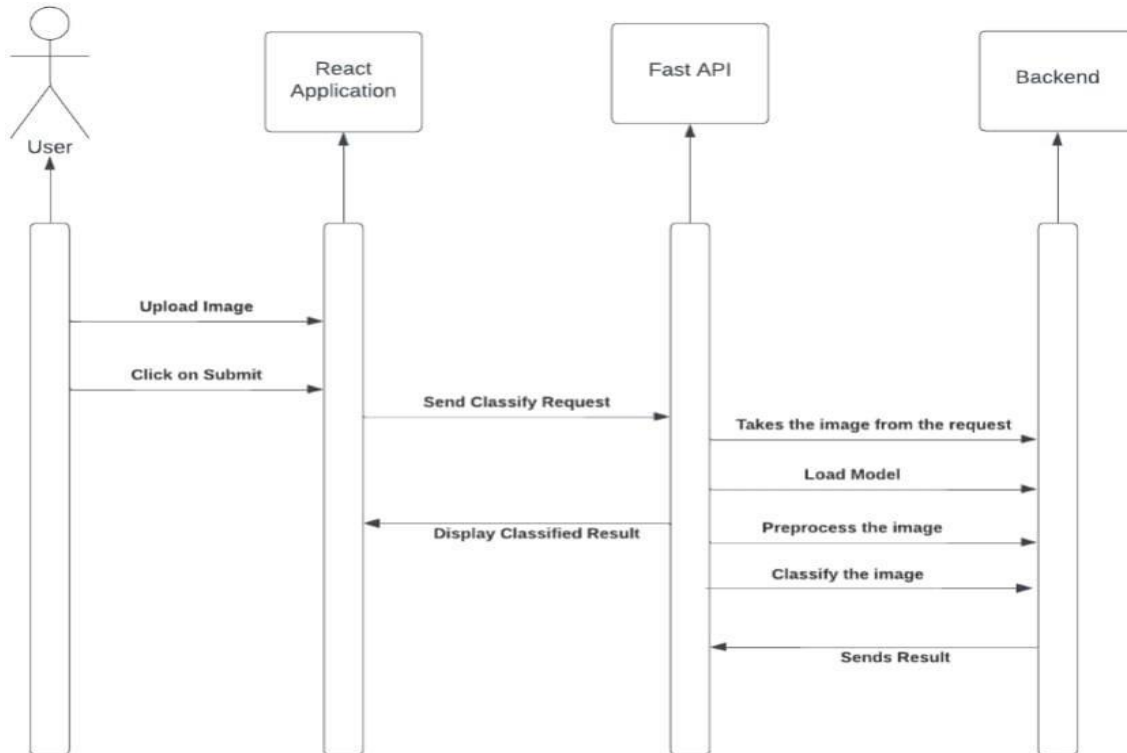 React
Application
Fast API
Backend
User
Upload Image
Click on Submit
Send Classify Request
Takes the image from the request
Load Model
Display Classified Result
Preprocess the image
Classify the image
Sends Result